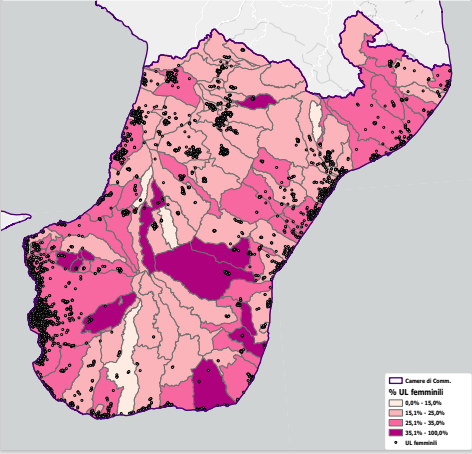 Camere di Comm.
% UL femminili
0,0% - 15,0%
15,1% - 25,0%
25,1% - 35,0%
35,1% - 100,0%
UL femminili